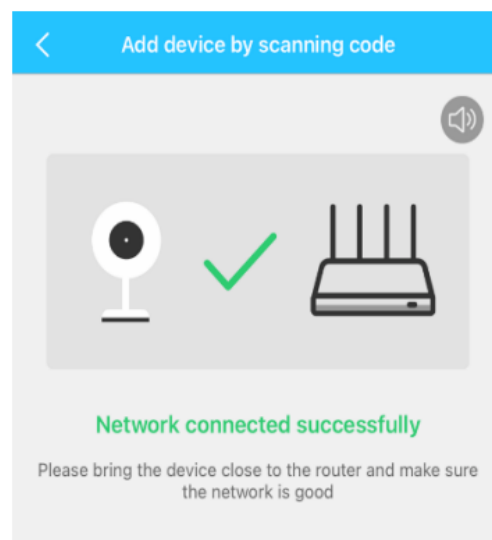 Add device by scanning code
Network connected successfully
Please bring the device close to the router and make sure
the network is good